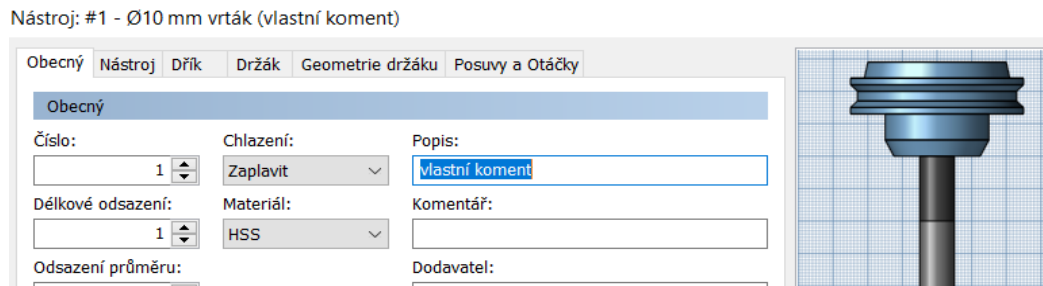 Nástroj: #1 - Ø10 mm vrták (vlastní koment)
Obecný Nástroj Dřík Držák Geometrie držáku Posuvy a Otáčky
Obecný
Číslo: Chlazení: Popis:
1 Zaplavit vlastní koment
Délkové odsazení: Materiál: Komentář:
1 HSS
Odsazení průměru: Dodavatel: